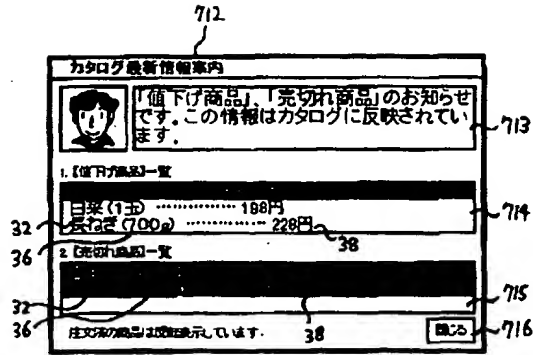 712
カタログ最新情報案内
「値下げ商品」、「売切れ商品」のお知らせ
です。この情報はカタログに反映されてい
ます。
713
1.【値下げ商品】一覧
白菜(1玉) ············· 198円
714
32
長ねぎ(700g) ············· 228円
36
38
2.【売切れ商品】一覧
32
36
38
715
注文済の商品は反転表示しています.
閉じる
716